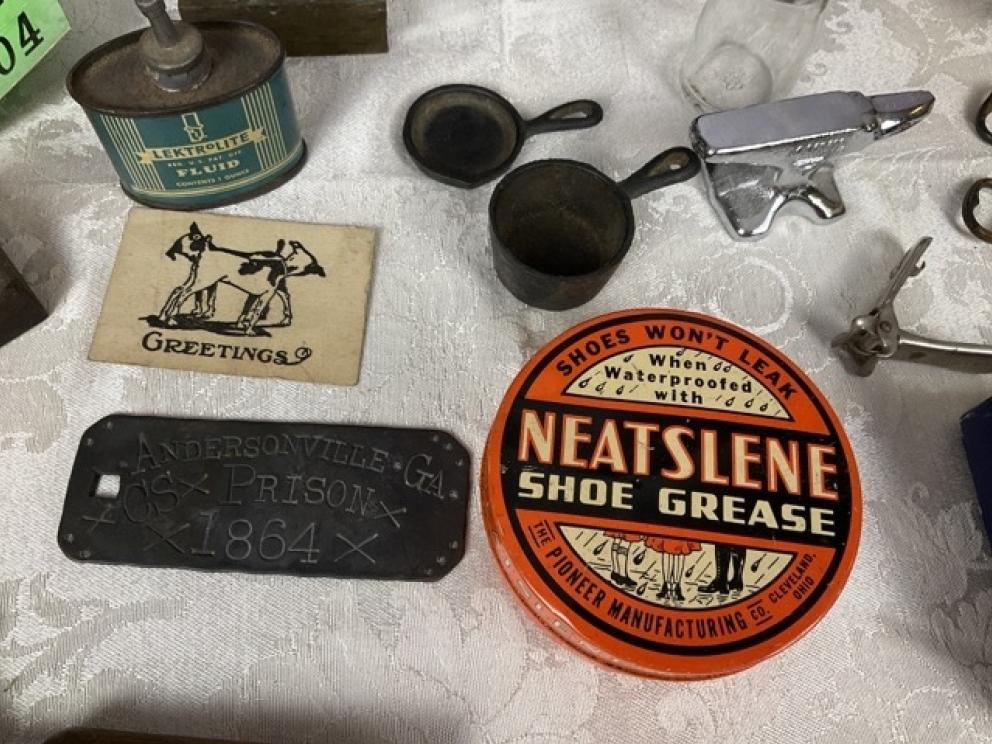 04
LEKTROLITE
REG. U.S. PAT. OFF.
FLUID
CONTENTS 1 OUNCE
GREETINGS
ANDERSONVILLE GA
CS PRISON
1864
SHOES WON'T LEAK
When
Waterproofed
with
NEATSLENE
SHOE GREASE
THE PIONEER MANUFACTURING CO. CLEVELAND, OHIO